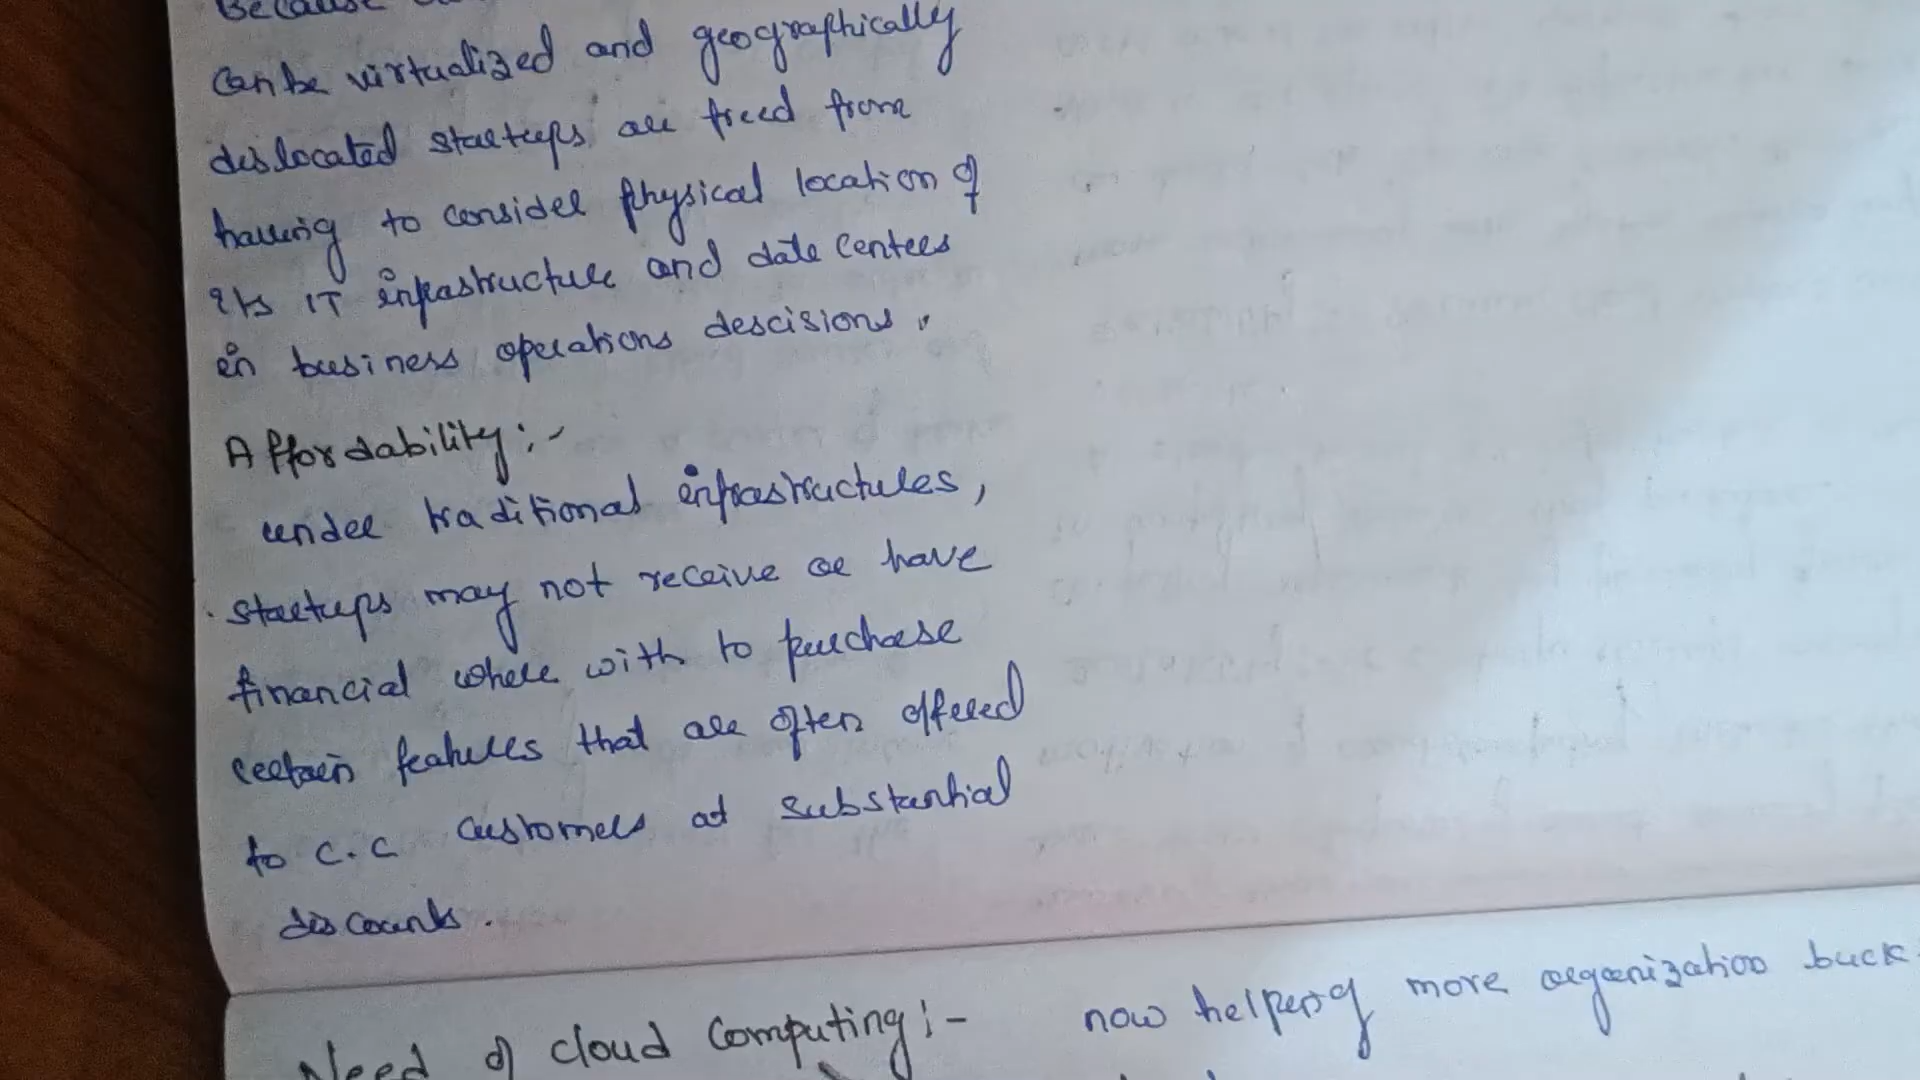 Because
can be virtualized and geographically
dislocated startups are freed from
having to consider physical location of
its IT infrastructure and date centers
in business operations descisions.
Affordability:-
under traditional infrastructures,
startups may not receive or have
financial where with to purchase
certain features that are often offered
to C.C customers at substantial
discounts.
Need of cloud Computing:-
now helping more organization buck